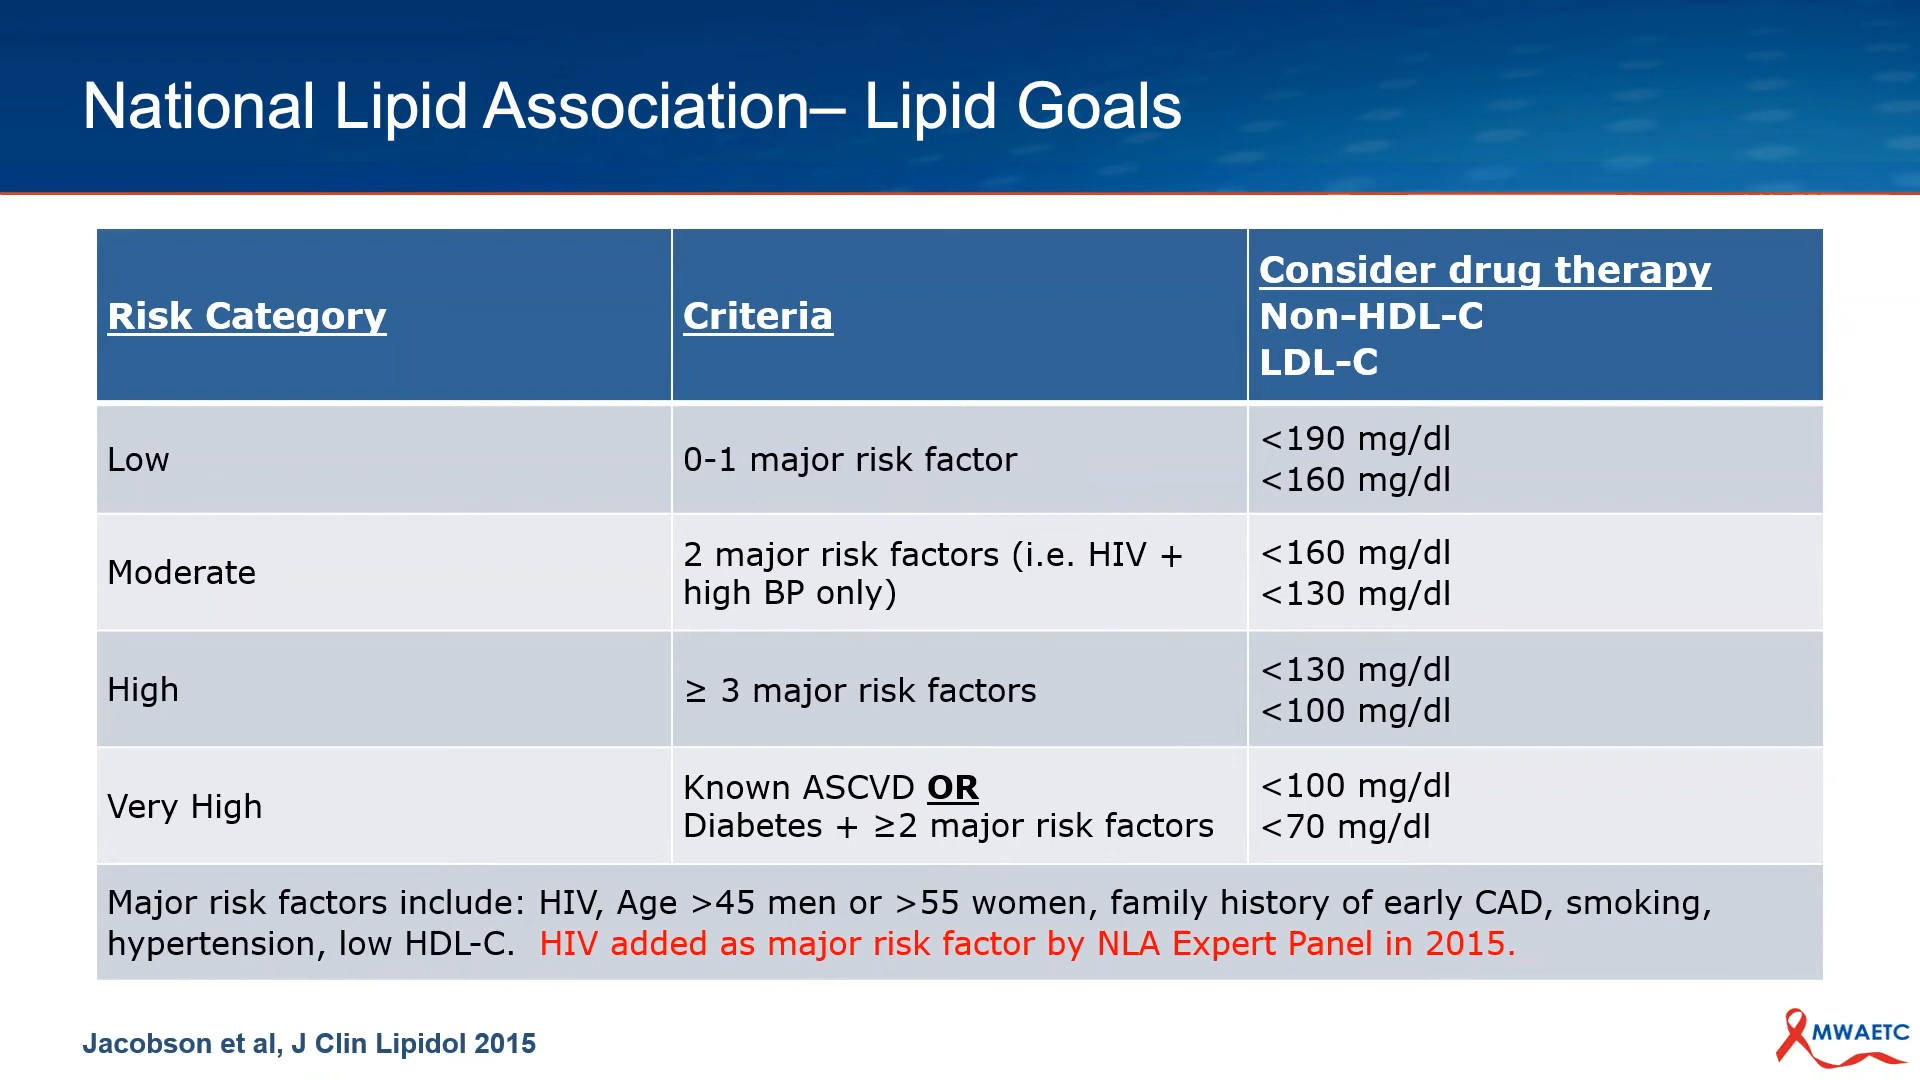 National Lipid Association– Lipid Goals
Risk Category
Criteria
Consider drug therapy
Non-HDL-C
LDL-C
Low
0-1 major risk factor
<190 mg/dl
<160 mg/dl
Moderate
2 major risk factors (i.e. HIV +
high BP only)
<160 mg/dl
<130 mg/dl
High
≥ 3 major risk factors
<130 mg/dl
<100 mg/dl
Very High
Known ASCVD OR
Diabetes + ≥2 major risk factors
<100 mg/dl
<70 mg/dl
Major risk factors include: HIV, Age >45 men or >55 women, family history of early CAD, smoking,
hypertension, low HDL-C. HIV added as major risk factor by NLA Expert Panel in 2015.
Jacobson et al, J Clin Lipidol 2015
MWAETC